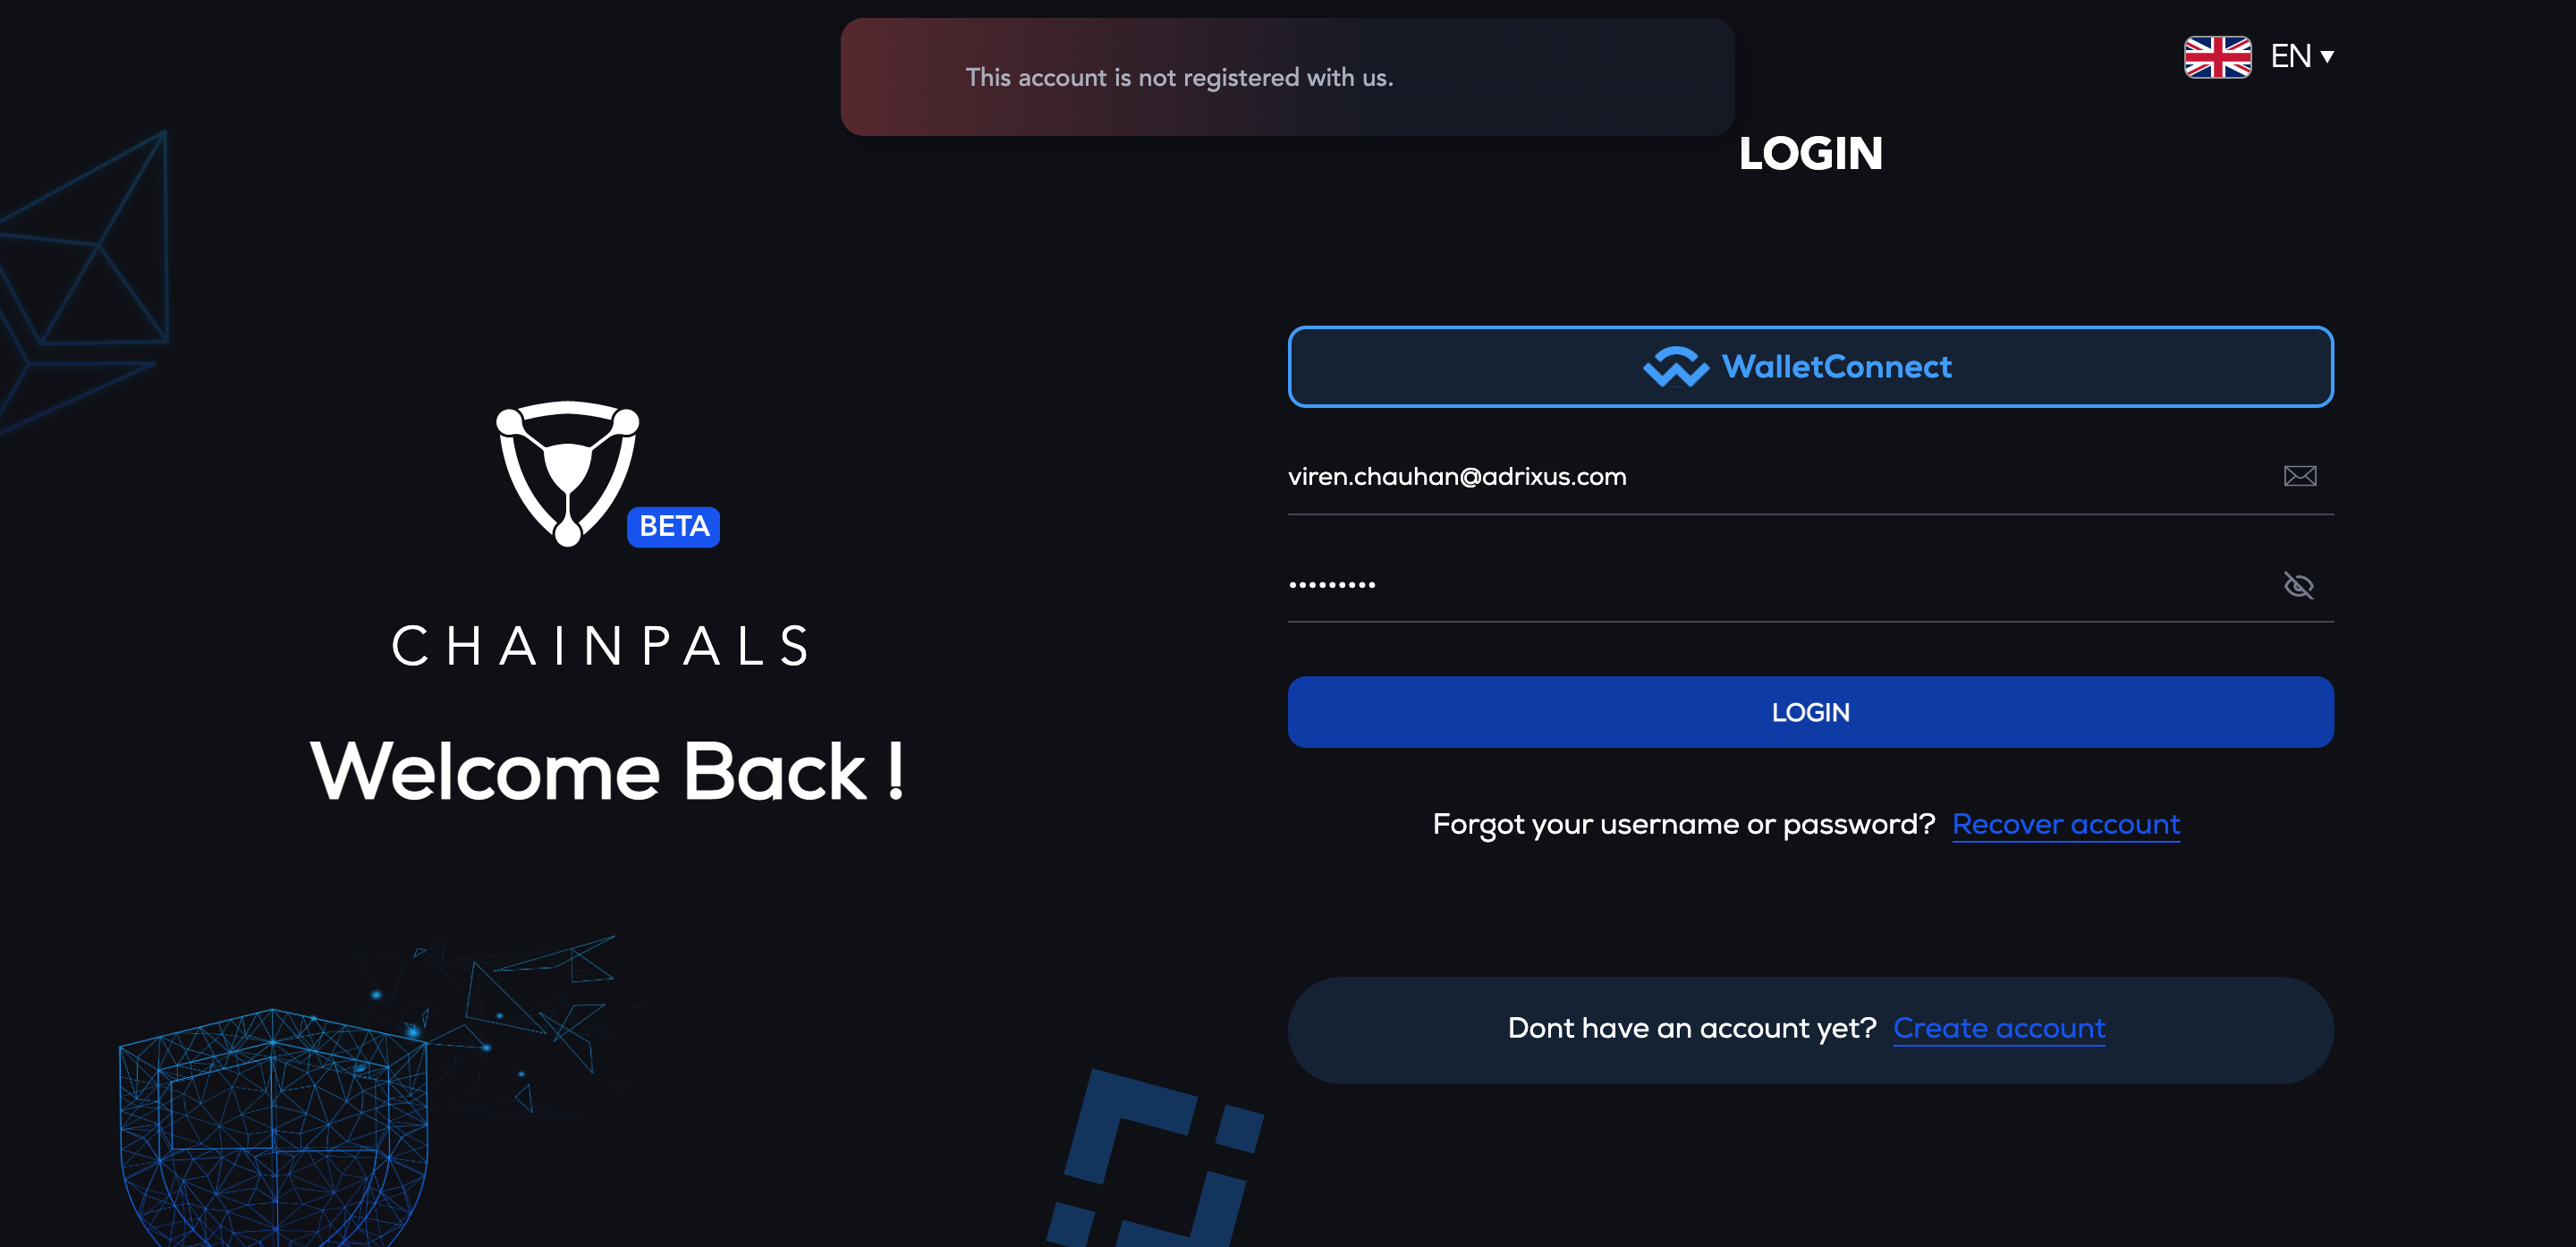 This account is not registered with us.
EN
LOGIN
WalletConnect
viren.chauhan@adrixus.com
•••••••••
LOGIN
Forgot your username or password? Recover account
Dont have an account yet? Create account
BETA
CHAINPALS
Welcome Back !